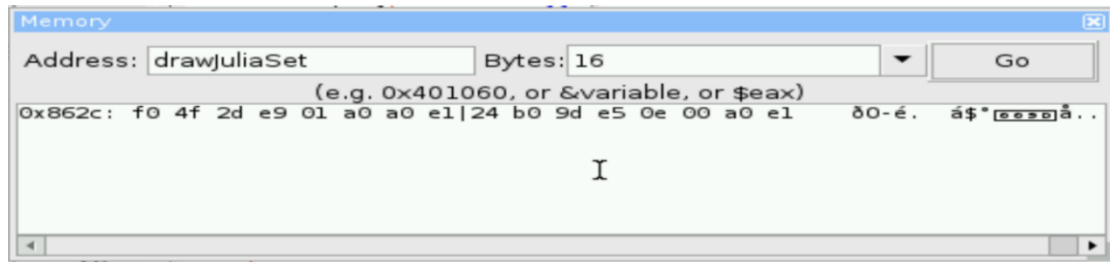 Memory
Address: drawJuliaSet Bytes: 16 Go
(e.g. 0x401060, or &variable, or $eax)
0x862c: f0 4f 2d e9 01 a0 a0 e1|24 b0 9d e5 0e 00 a0 e1 ðO-é. á$°å..